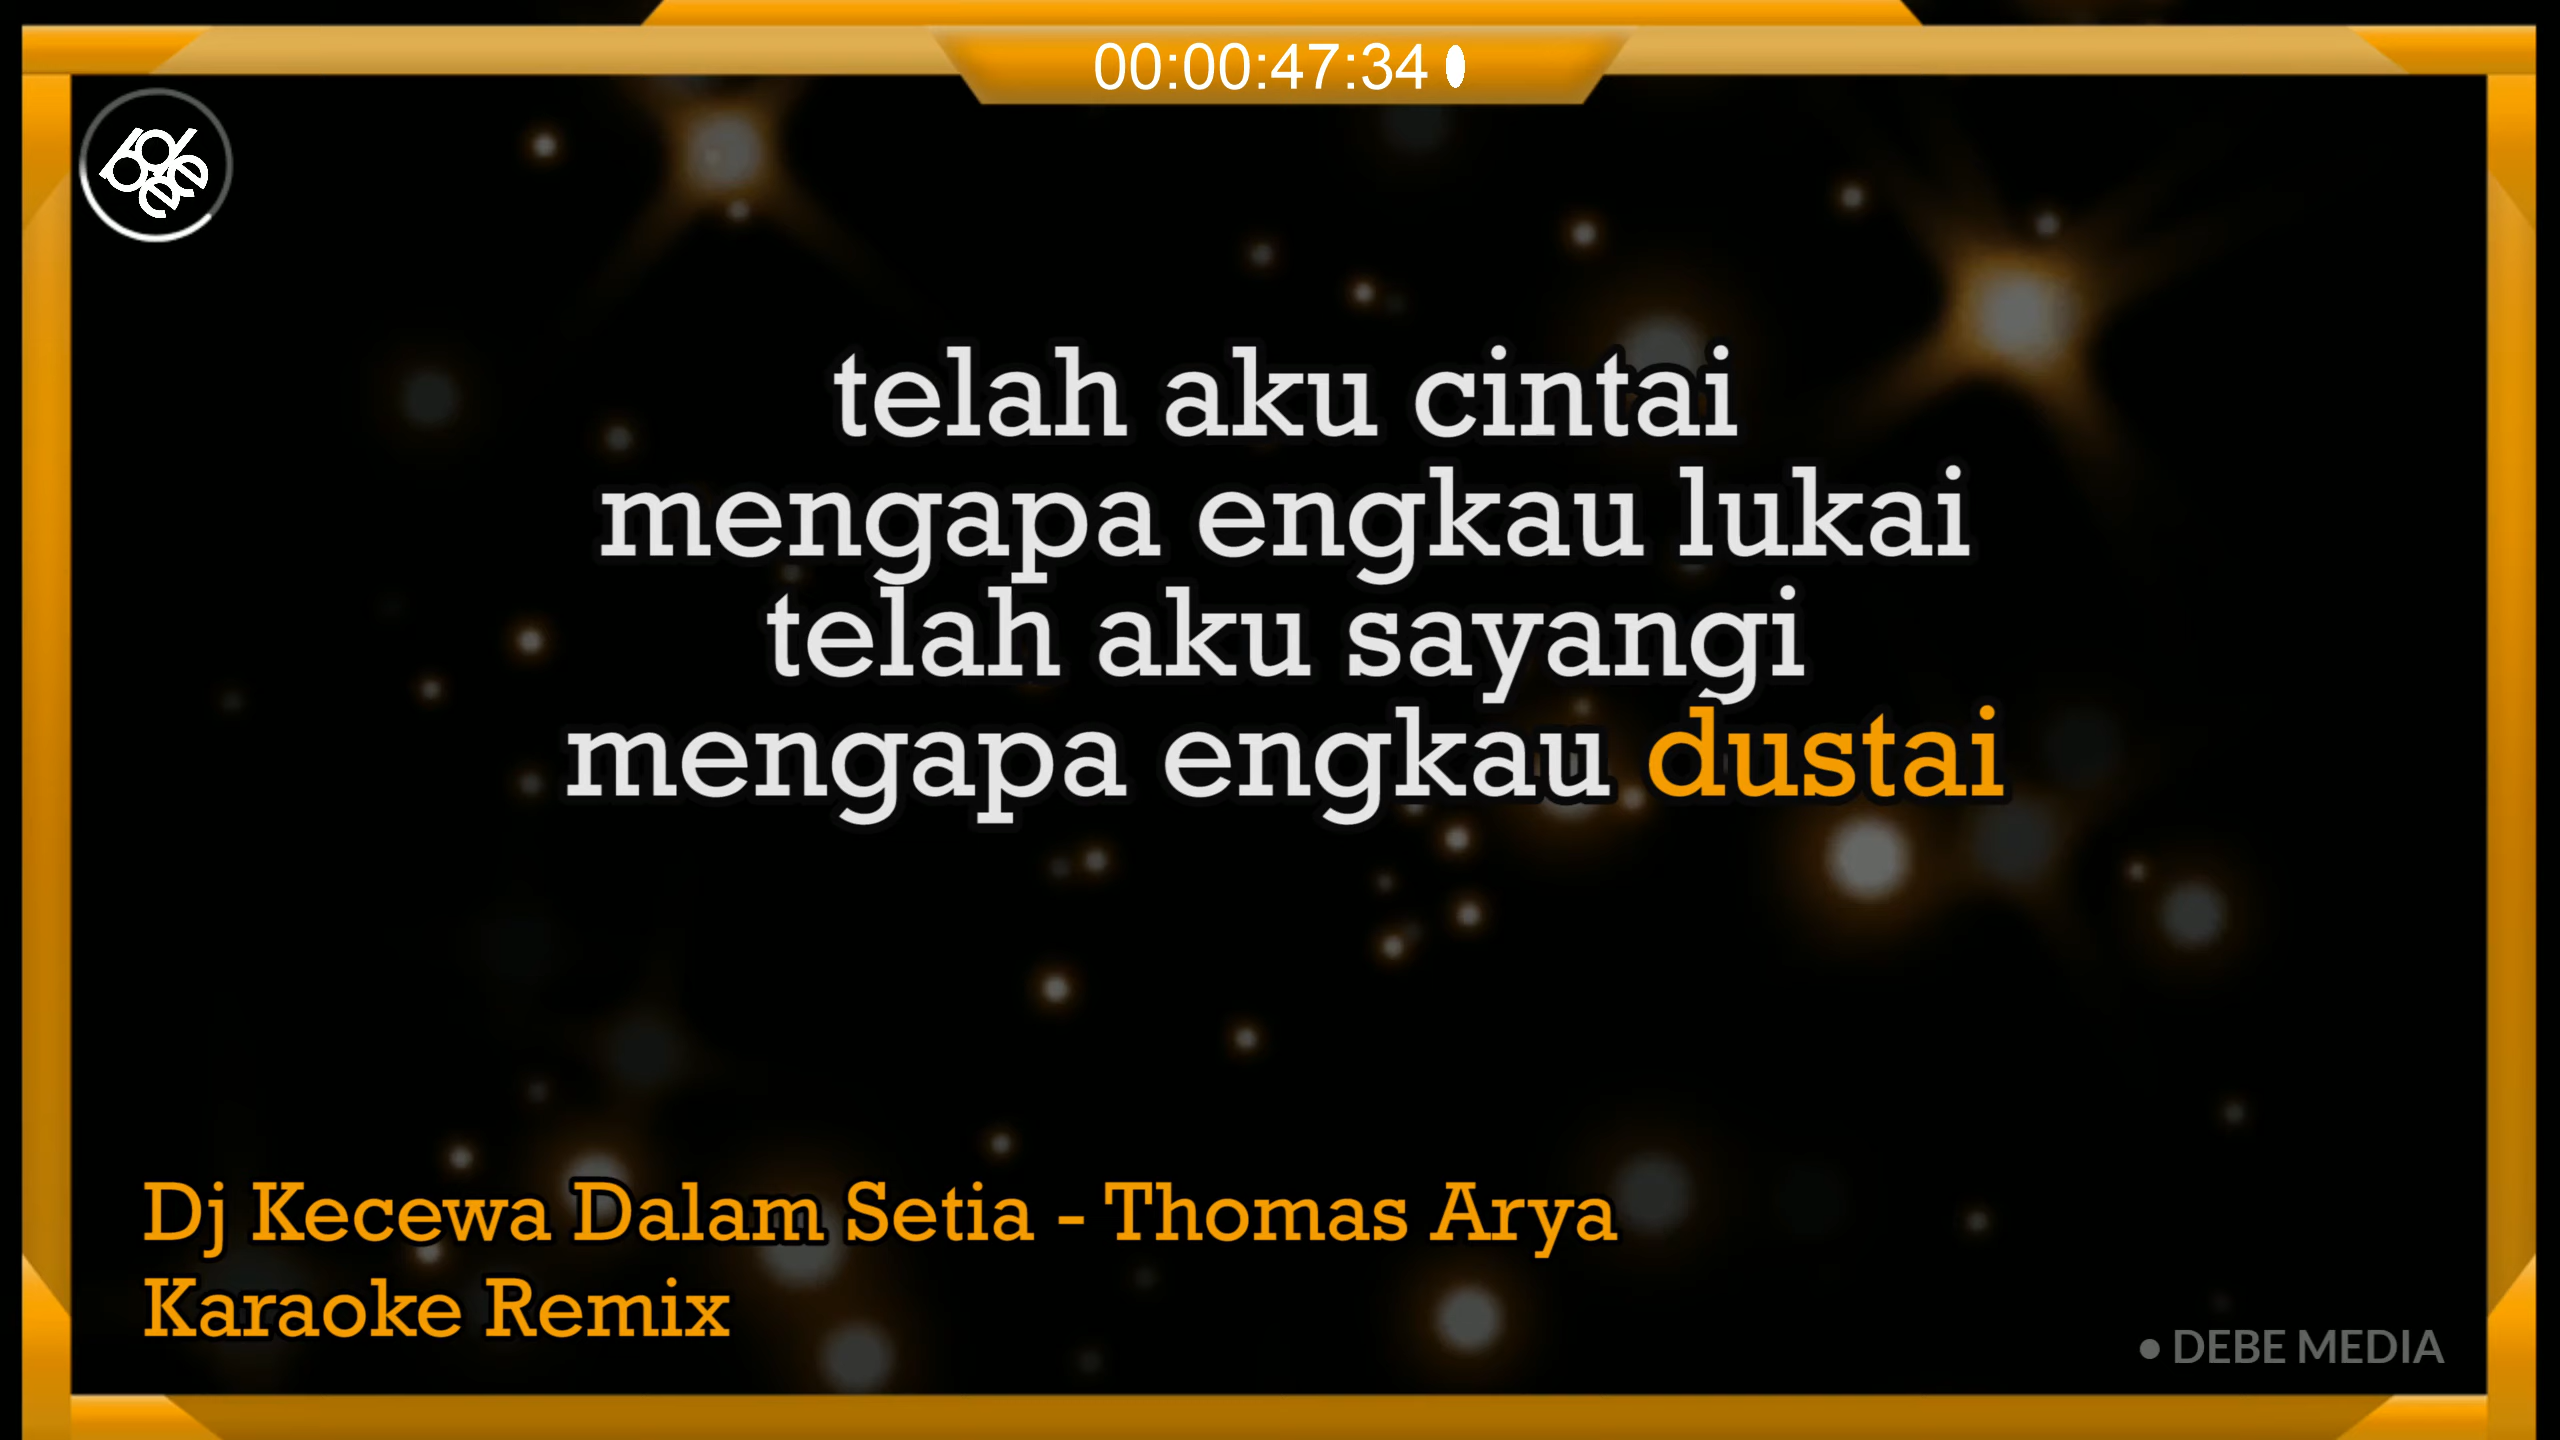 00:00:47:34
debe
telah aku cintai
mengapa engkau lukai
telah aku sayangi
mengapa engkau dustai
Dj Kecewa Dalam Setia - Thomas Arya
Karaoke Remix
• DEBE MEDIA